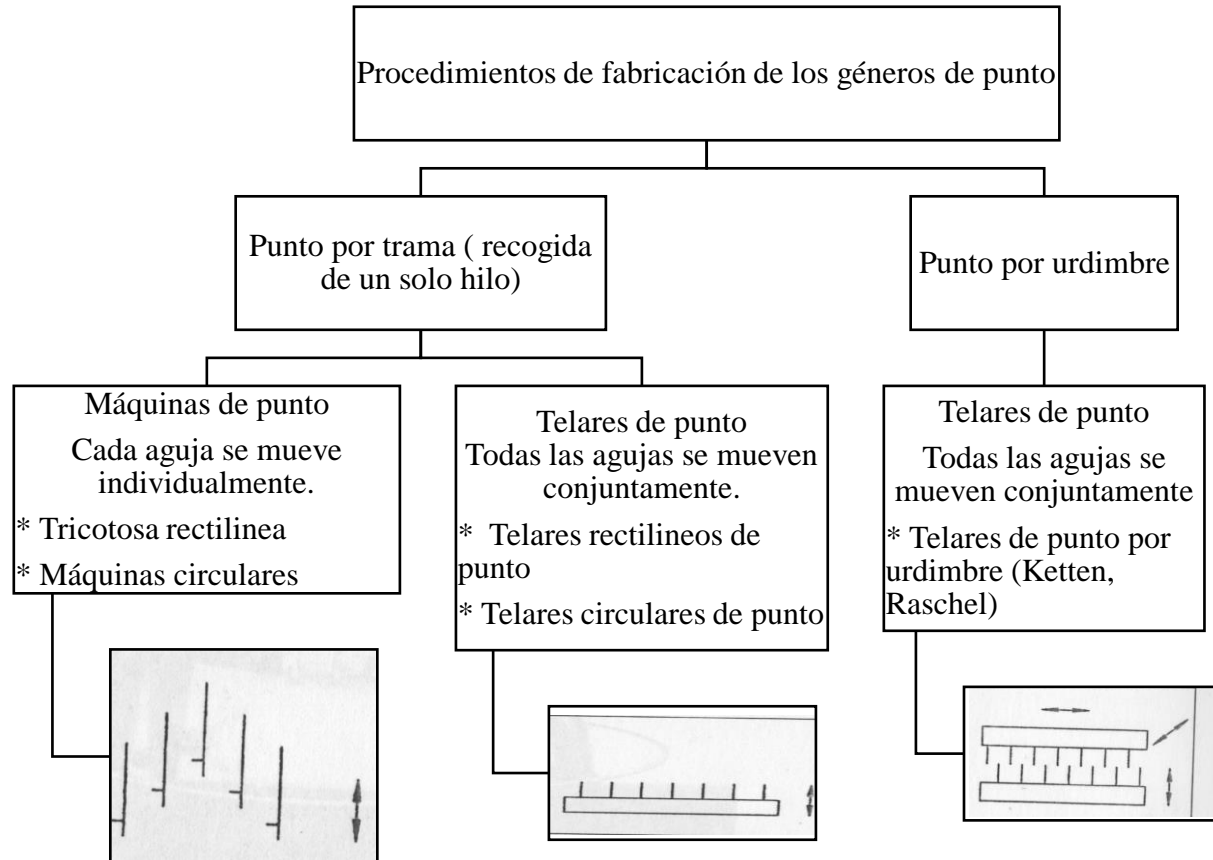 Procedimientos de fabricación de los géneros de punto
Punto por trama ( recogida
de un solo hilo)
Punto por urdimbre
Máquinas de punto
Cada aguja se mueve
individualmente.
* Tricotosa rectilinea
* Máquinas circulares
Telares de punto
Todas las agujas se mueven
conjuntamente.
* Telares rectilineos de
punto
* Telares circulares de punto
Telares de punto
Todas las agujas se
mueven conjuntamente
* Telares de punto por
urdimbre (Ketten,
Raschel)